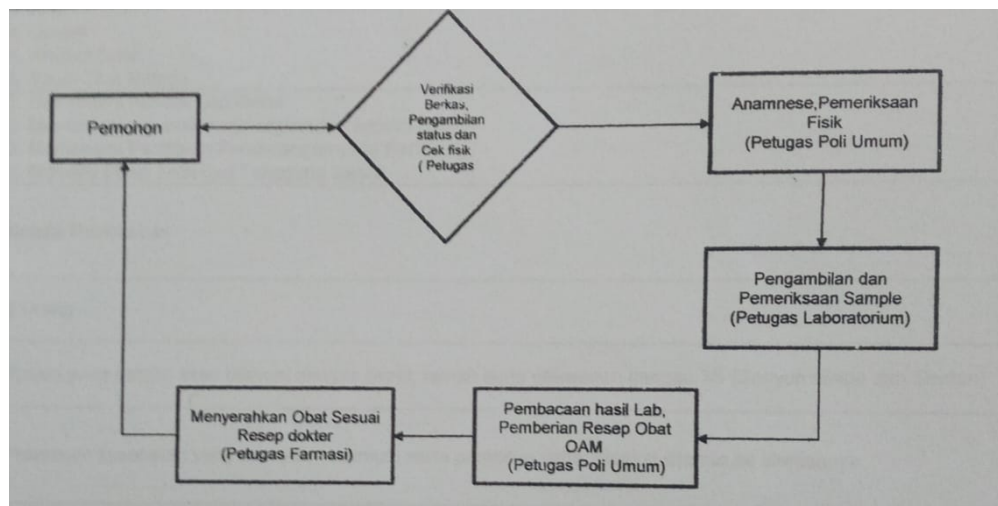 Pemohon
Verifikasi
Berkas,
Pengambilan
status dan
Cek fisik
( Petugas
Anamnese,Pemeriksaan
Fisik
(Petugas Poli Umum)
Pengambilan dan
Pemeriksaan Sample
(Petugas Laboratorium)
Pembacaan hasil Lab,
Pemberian Resep Obat
OAM
(Petugas Poli Umum)
Menyerahkan Obat Sesuai
Resep dokter
(Petugas Farmasi)